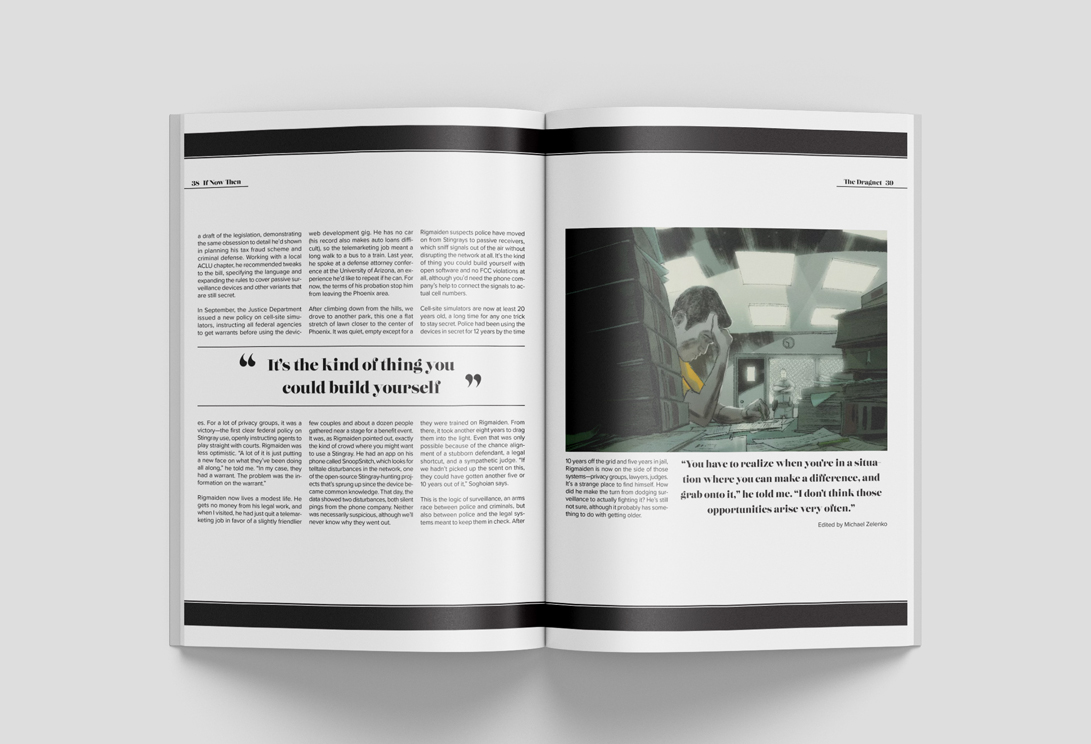 38 If Now Then
The Dragnet 39
a draft of the legislation, demonstrating
the same obsession to detail he'd shown
in planning his tax fraud scheme and
criminal defense. Working with a local
ACLU chapter, he recommended tweaks
to the bill, specifying the language and
expanding the rules to cover passive sur-
veillance devices and other variants that
are still secret.
In September, the Justice Department
issued a new policy on cell-site simu-
lators, instructing all federal agencies
to get warrants before using the devic-
web development gig. He has no car
(his record also makes auto loans diffi-
cult), so the telemarketing job meant a
long walk to a bus to a train. Last year,
he spoke at a defense attorney confer-
ence at the University of Arizona, an ex-
perience he'd like to repeat if he can. For
now, the terms of his probation stop him
from leaving the Phoenix area.
After climbing down from the hills, we
drove to another park, this one a flat
stretch of lawn closer to the center of
Phoenix. It was quiet, empty except for a
Rigmaiden suspects police have moved
on from Stingrays to passive receivers,
which sniff signals out of the air without
disrupting the network at all. It's the kind
of thing you could build yourself with
open software and no FCC violations at
all, although you'd need the phone com-
pany's help to connect the signals to ac-
tual cell numbers.
Cell-site simulators are now at least 20
years old, a long time for any one trick
to stay secret. Police had been using the
devices in secret for 12 years by the time
“ It's the kind of thing you
could build yourself ”
es. For a lot of privacy groups, it was a
victory—the first clear federal policy on
Stingray use, openly instructing agents to
play straight with courts. Rigmaiden was
less optimistic. “A lot of it is just putting
a new face on what they've been doing
all along,” he told me. “In my case, they
had a warrant. The problem was the in-
formation on the warrant.”
Rigmaiden now lives a modest life. He
gets no money from his legal work, and
when I visited, he had just quit a telemar-
keting job in favor of a slightly friendlier
few couples and about a dozen people
gathered near a stage for a benefit event.
It was, as Rigmaiden pointed out, exactly
the kind of crowd where you might want
to use a Stingray. He had an app on his
phone called SnoopSnitch, which looks for
telltale disturbances in the network, one
of the open-source Stingray-hunting proj-
ects that's sprung up since the device be-
came common knowledge. That day, the
data showed two disturbances, both silent
pings from the phone company. Neither
was necessarily suspicious, although we'll
never know why they went out.
they were trained on Rigmaiden. From
there, it took another eight years to drag
them into the light. Even that was only
possible because of the chance align-
ment of a stubborn defendant, a legal
shortcut, and a sympathetic judge. “If
we hadn't picked up the scent on this,
they could have gotten another five or
10 years out of it,” Soghoian says.
This is the logic of surveillance, an arms
race between police and criminals, but
also between police and the legal sys-
tems meant to keep them in check. After
10 years off the grid and five years in jail,
Rigmaiden is now on the side of those
systems—privacy groups, lawyers, judges.
It's a strange place to find himself. How
did he make the turn from dodging sur-
veillance to actually fighting it? He's still
not sure, although it probably has some-
thing to do with getting older.
“You have to realize when you're in a situa-
tion where you can make a difference, and
grab onto it,” he told me. “I don't think those
opportunities arise very often.”
Edited by Michael Zelenko